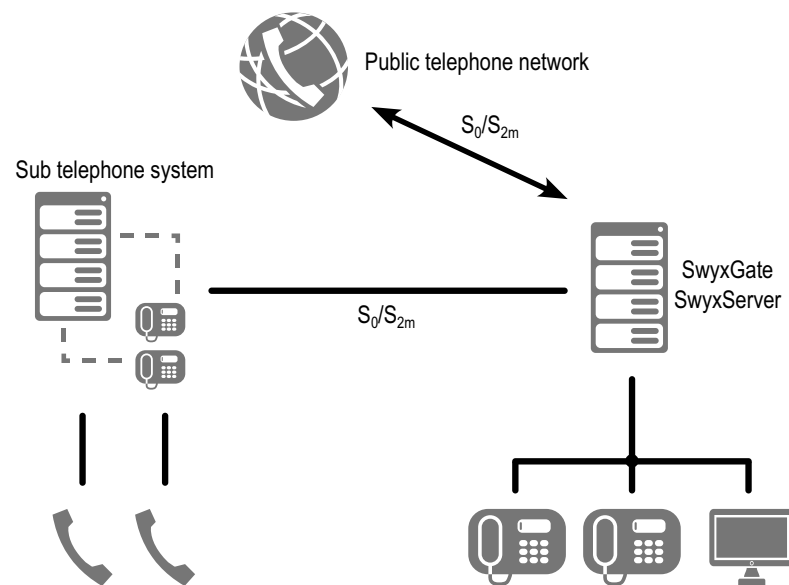 Public telephone network
S₀/S₂ₘ
Sub telephone system
SwyxGate
SwyxServer
S₀/S₂ₘ